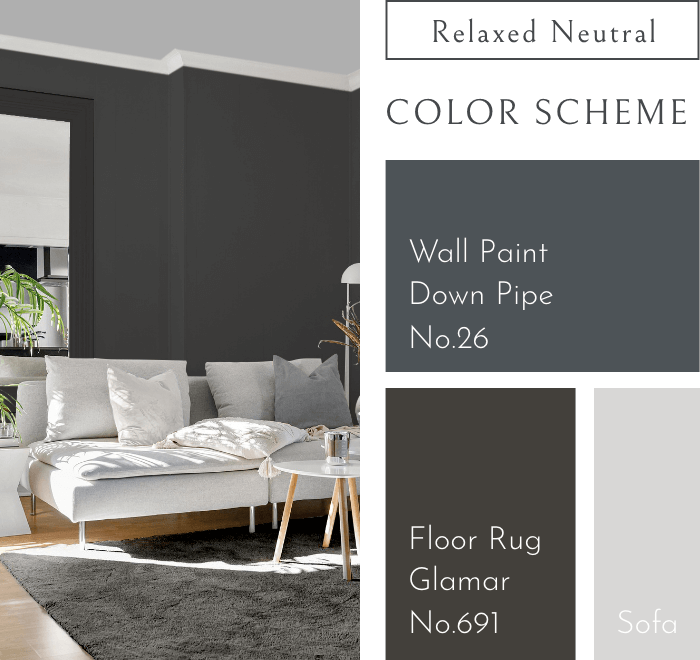 Relaxed Neutral
COLOR SCHEME
Wall Paint
Down Pipe
No.26
Floor Rug
Glamar
No.691
Sofa